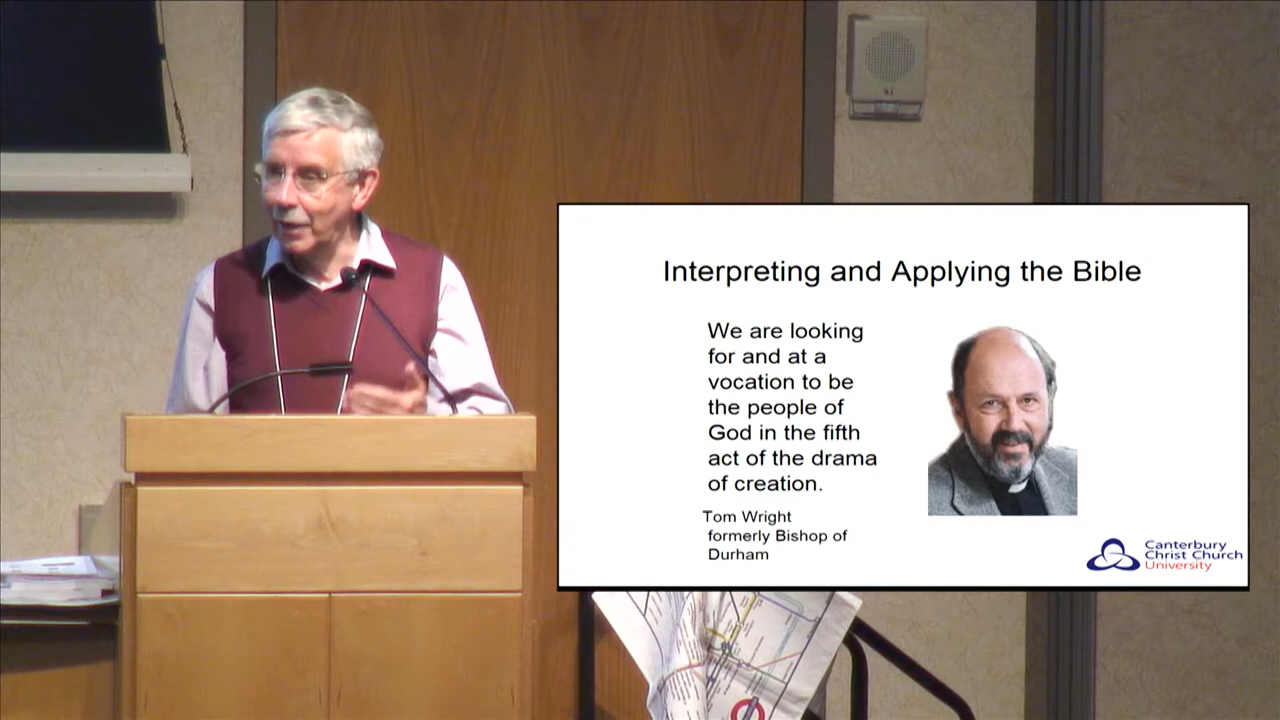 Interpreting and Applying the Bible
We are looking
for and at a
vocation to be
the people of
God in the fifth
act of the drama
of creation.
Tom Wright
formerly Bishop of
Durham
Canterbury
Christ Church
University